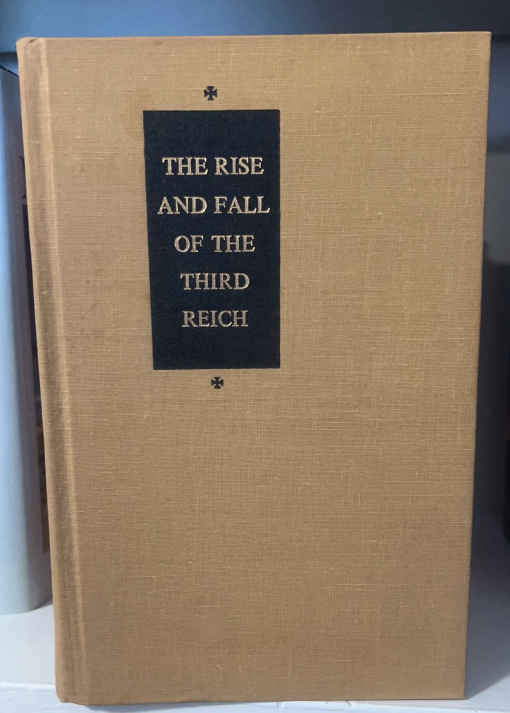 THE RISE
AND FALL
OF THE
THIRD
REICH